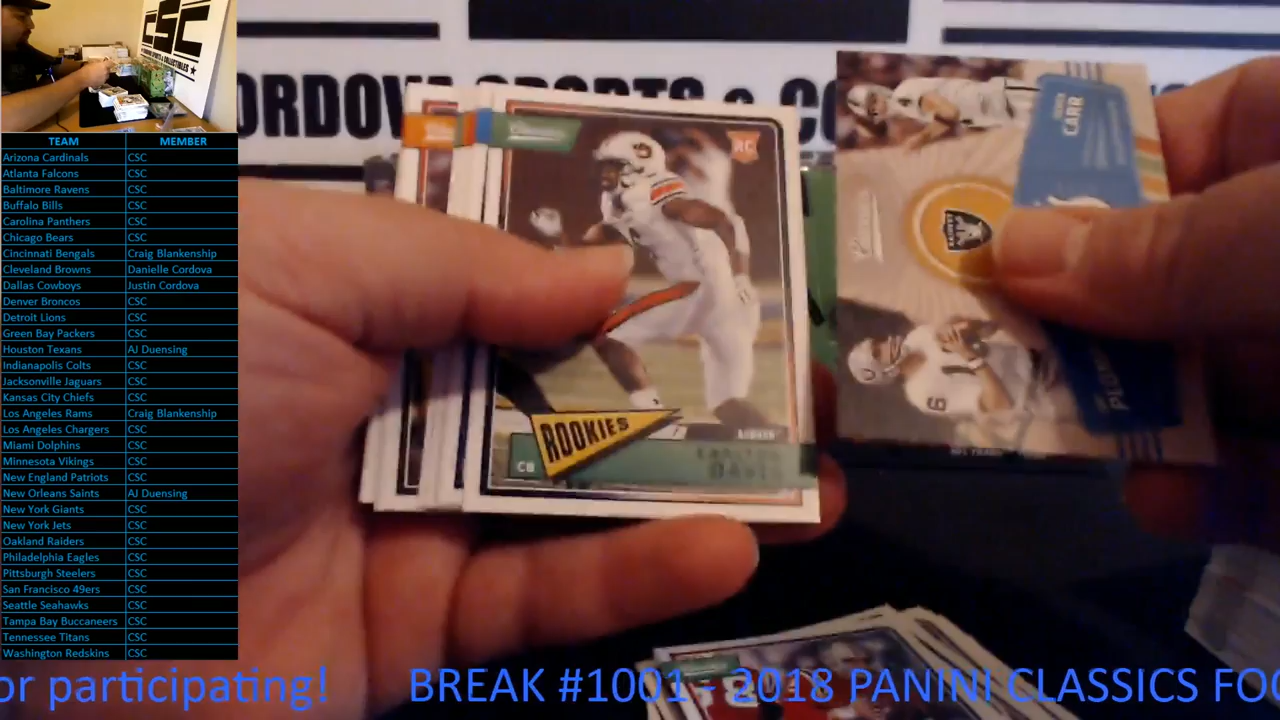 CSC
CORDOVA SPORTS & CO
TEAM MEMBER
Arizona Cardinals CSC
Atlanta Falcons CSC
Baltimore Ravens CSC
Buffalo Bills CSC
Carolina Panthers CSC
Chicago Bears CSC
Cincinnati Bengals Craig Blankenship
Cleveland Browns Danielle Cordova
Dallas Cowboys Justin Cordova
Denver Broncos CSC
Detroit Lions CSC
Green Bay Packers CSC
Houston Texans AJ Duensing
Indianapolis Colts CSC
Jacksonville Jaguars CSC
Kansas City Chiefs CSC
Los Angeles Rams Craig Blankenship
Los Angeles Chargers CSC
Miami Dolphins CSC
Minnesota Vikings CSC
New England Patriots CSC
New Orleans Saints AJ Duensing
New York Giants CSC
New York Jets CSC
Oakland Raiders CSC
Philadelphia Eagles CSC
Pittsburgh Steelers CSC
San Francisco 49ers CSC
Seattle Seahawks CSC
Tampa Bay Buccaneers CSC
Tennessee Titans CSC
Washington Redskins CSC
RC
ROOKIES
AUBURN
CB
CARR
or participating! BREAK #1001 - 2018 PANINI CLASSICS FOO